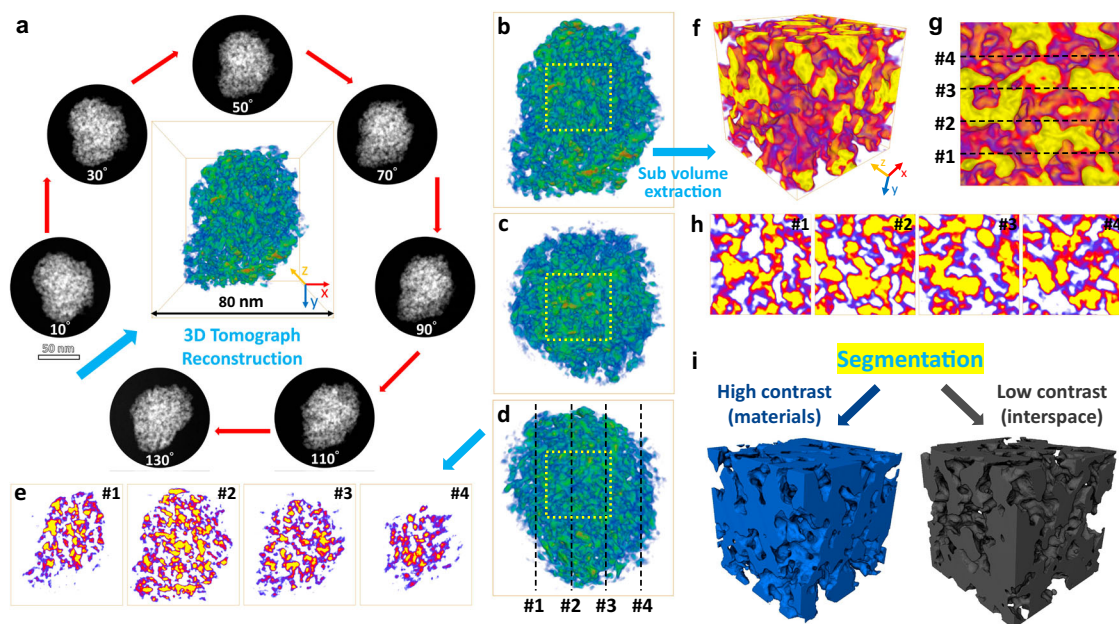 a
50°
30°
70°
10°
90°
50 nm
z
x
y
80 nm
3D Tomograph
Reconstruction
130°
110°
b
Sub volume
extraction
c
d
#1
#2
#3
#4
e
#1
#2
#3
#4
f
z
x
y
g
#4
#3
#2
#1
h
#1
#2
#3
#4
i
Segmentation
High contrast
(materials)
Low contrast
(interspace)